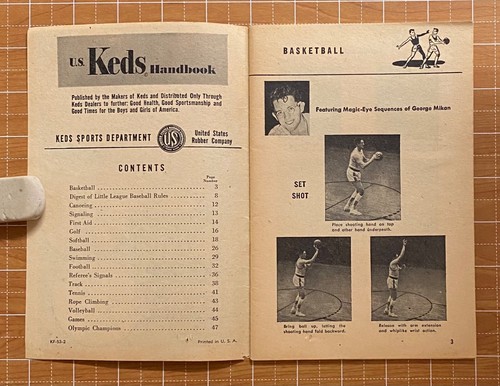 U.S. Keds Handbook
Published by the Makers of Keds and Distributed Only Through
Keds Dealers to further: Good Health, Good Sportsmanship and
Good Times for the Boys and Girls of America.
KEDS SPORTS DEPARTMENT
US
United States
Rubber Company
CONTENTS
Page
Number
Basketball 3
Digest of Little League Baseball Rules 8
Canoeing 12
Signaling 13
First Aid 14
Golf 16
Softball 18
Baseball 26
Swimming 29
Football 32
Referee's Signals 36
Track 38
Tennis 41
Rope Climbing 43
Volleyball 44
Games 45
Olympic Champions 47
KF-53-2
Printed in U. S. A.
BASKETBALL
Featuring Magic-Eye Sequences of George Mikan
SET
SHOT
Place shooting hand on top
and other hand underneath.
Bring ball up, letting the
shooting hand fold backward.
Release with arm extension
and whiplike wrist action.
3